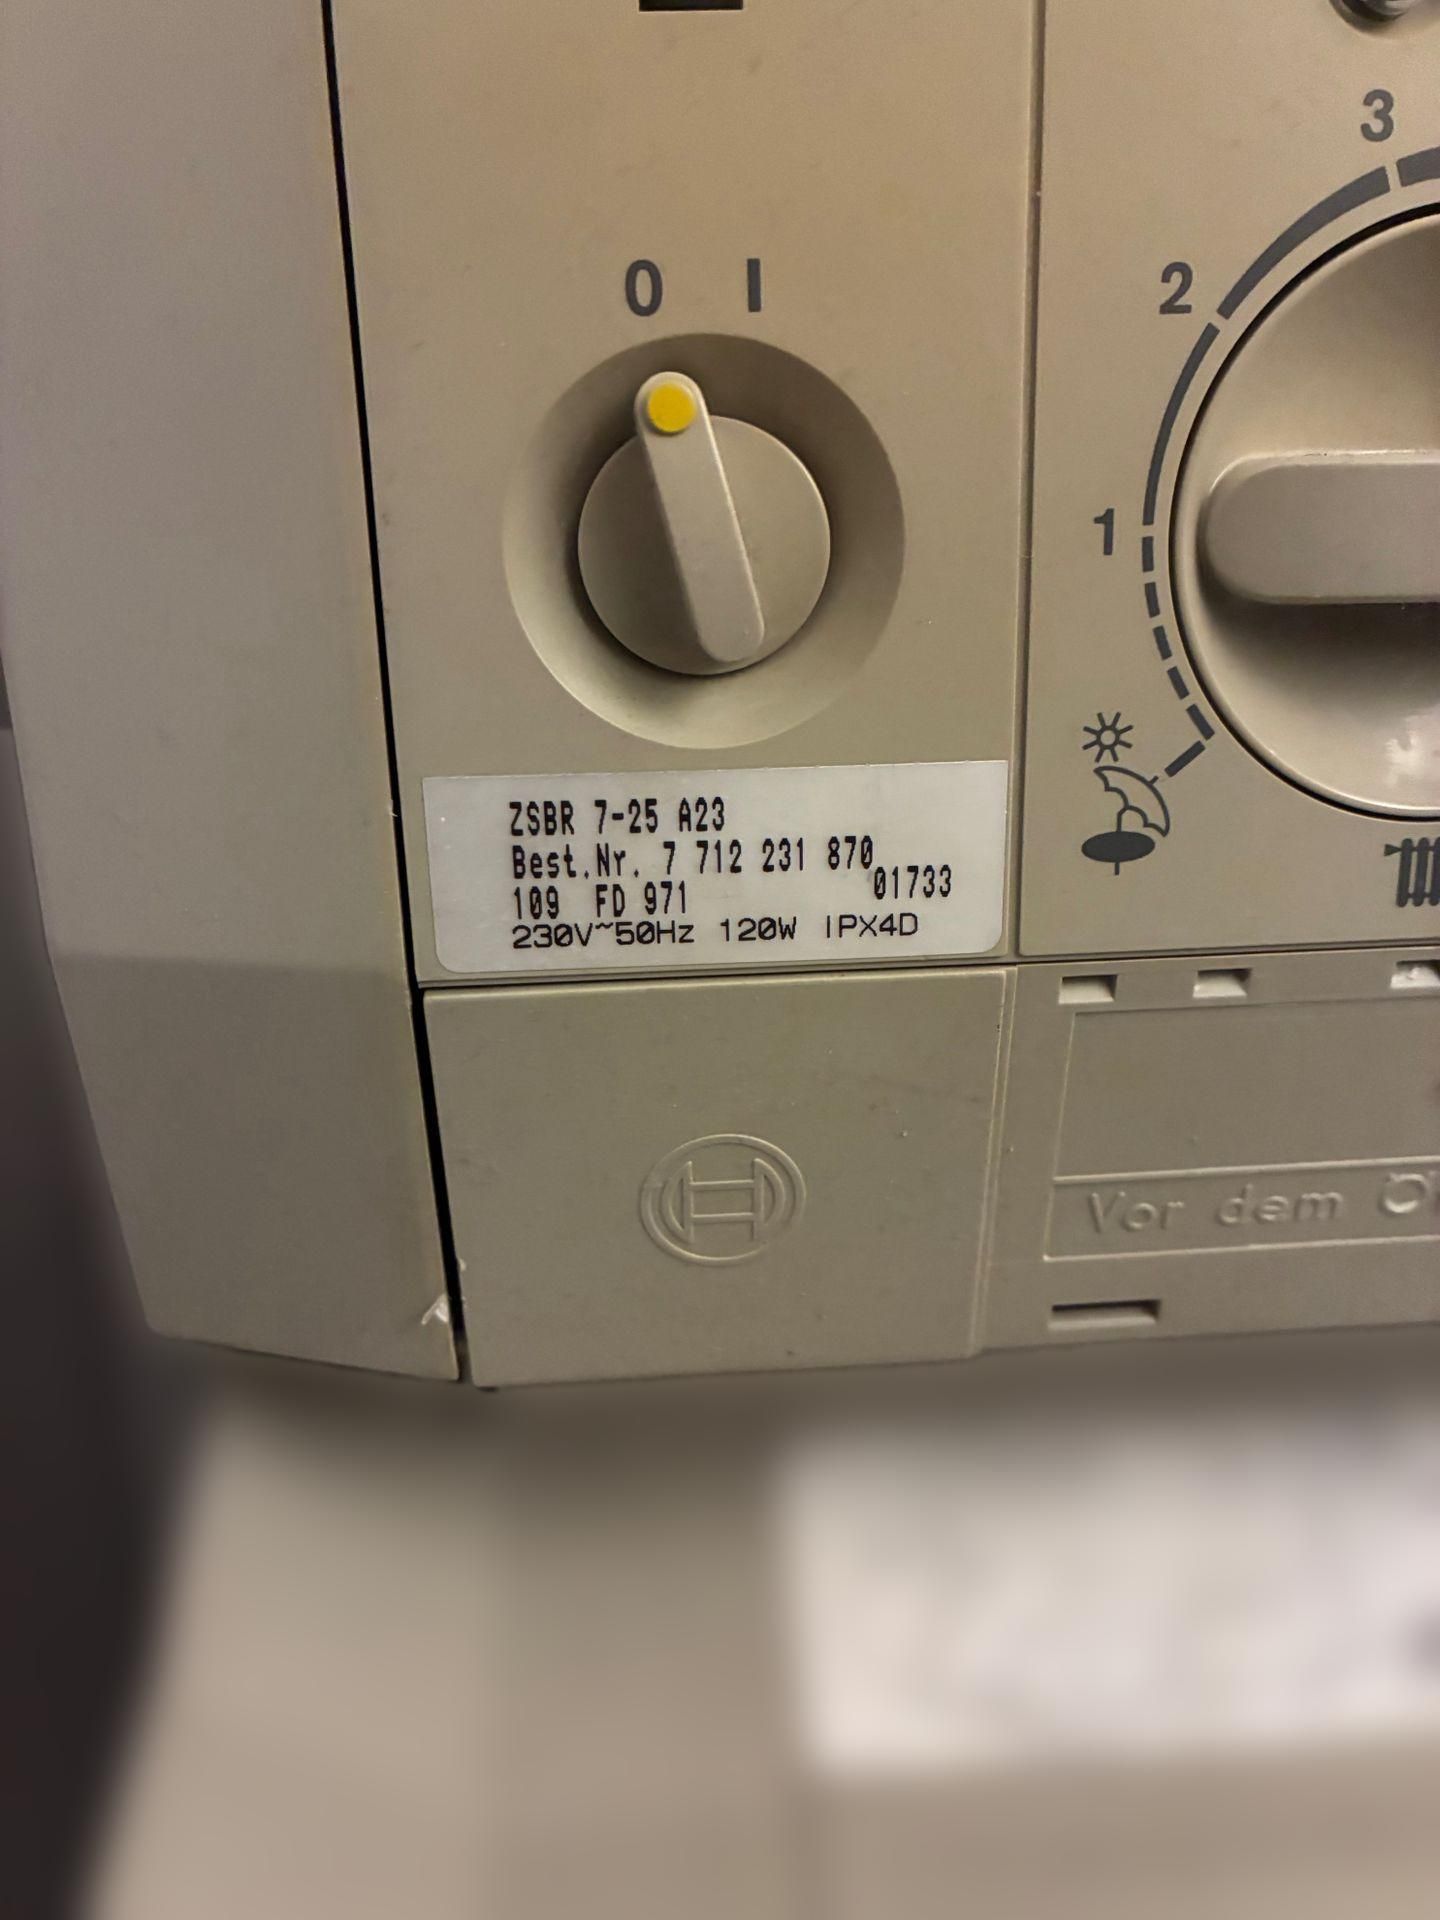 3
0 I
2
1
ZSBR 7-25 A23
Best.Nr. 7 712 231 870
01733
109 FD 971
230V~50Hz 120W IPX4D
Vor dem